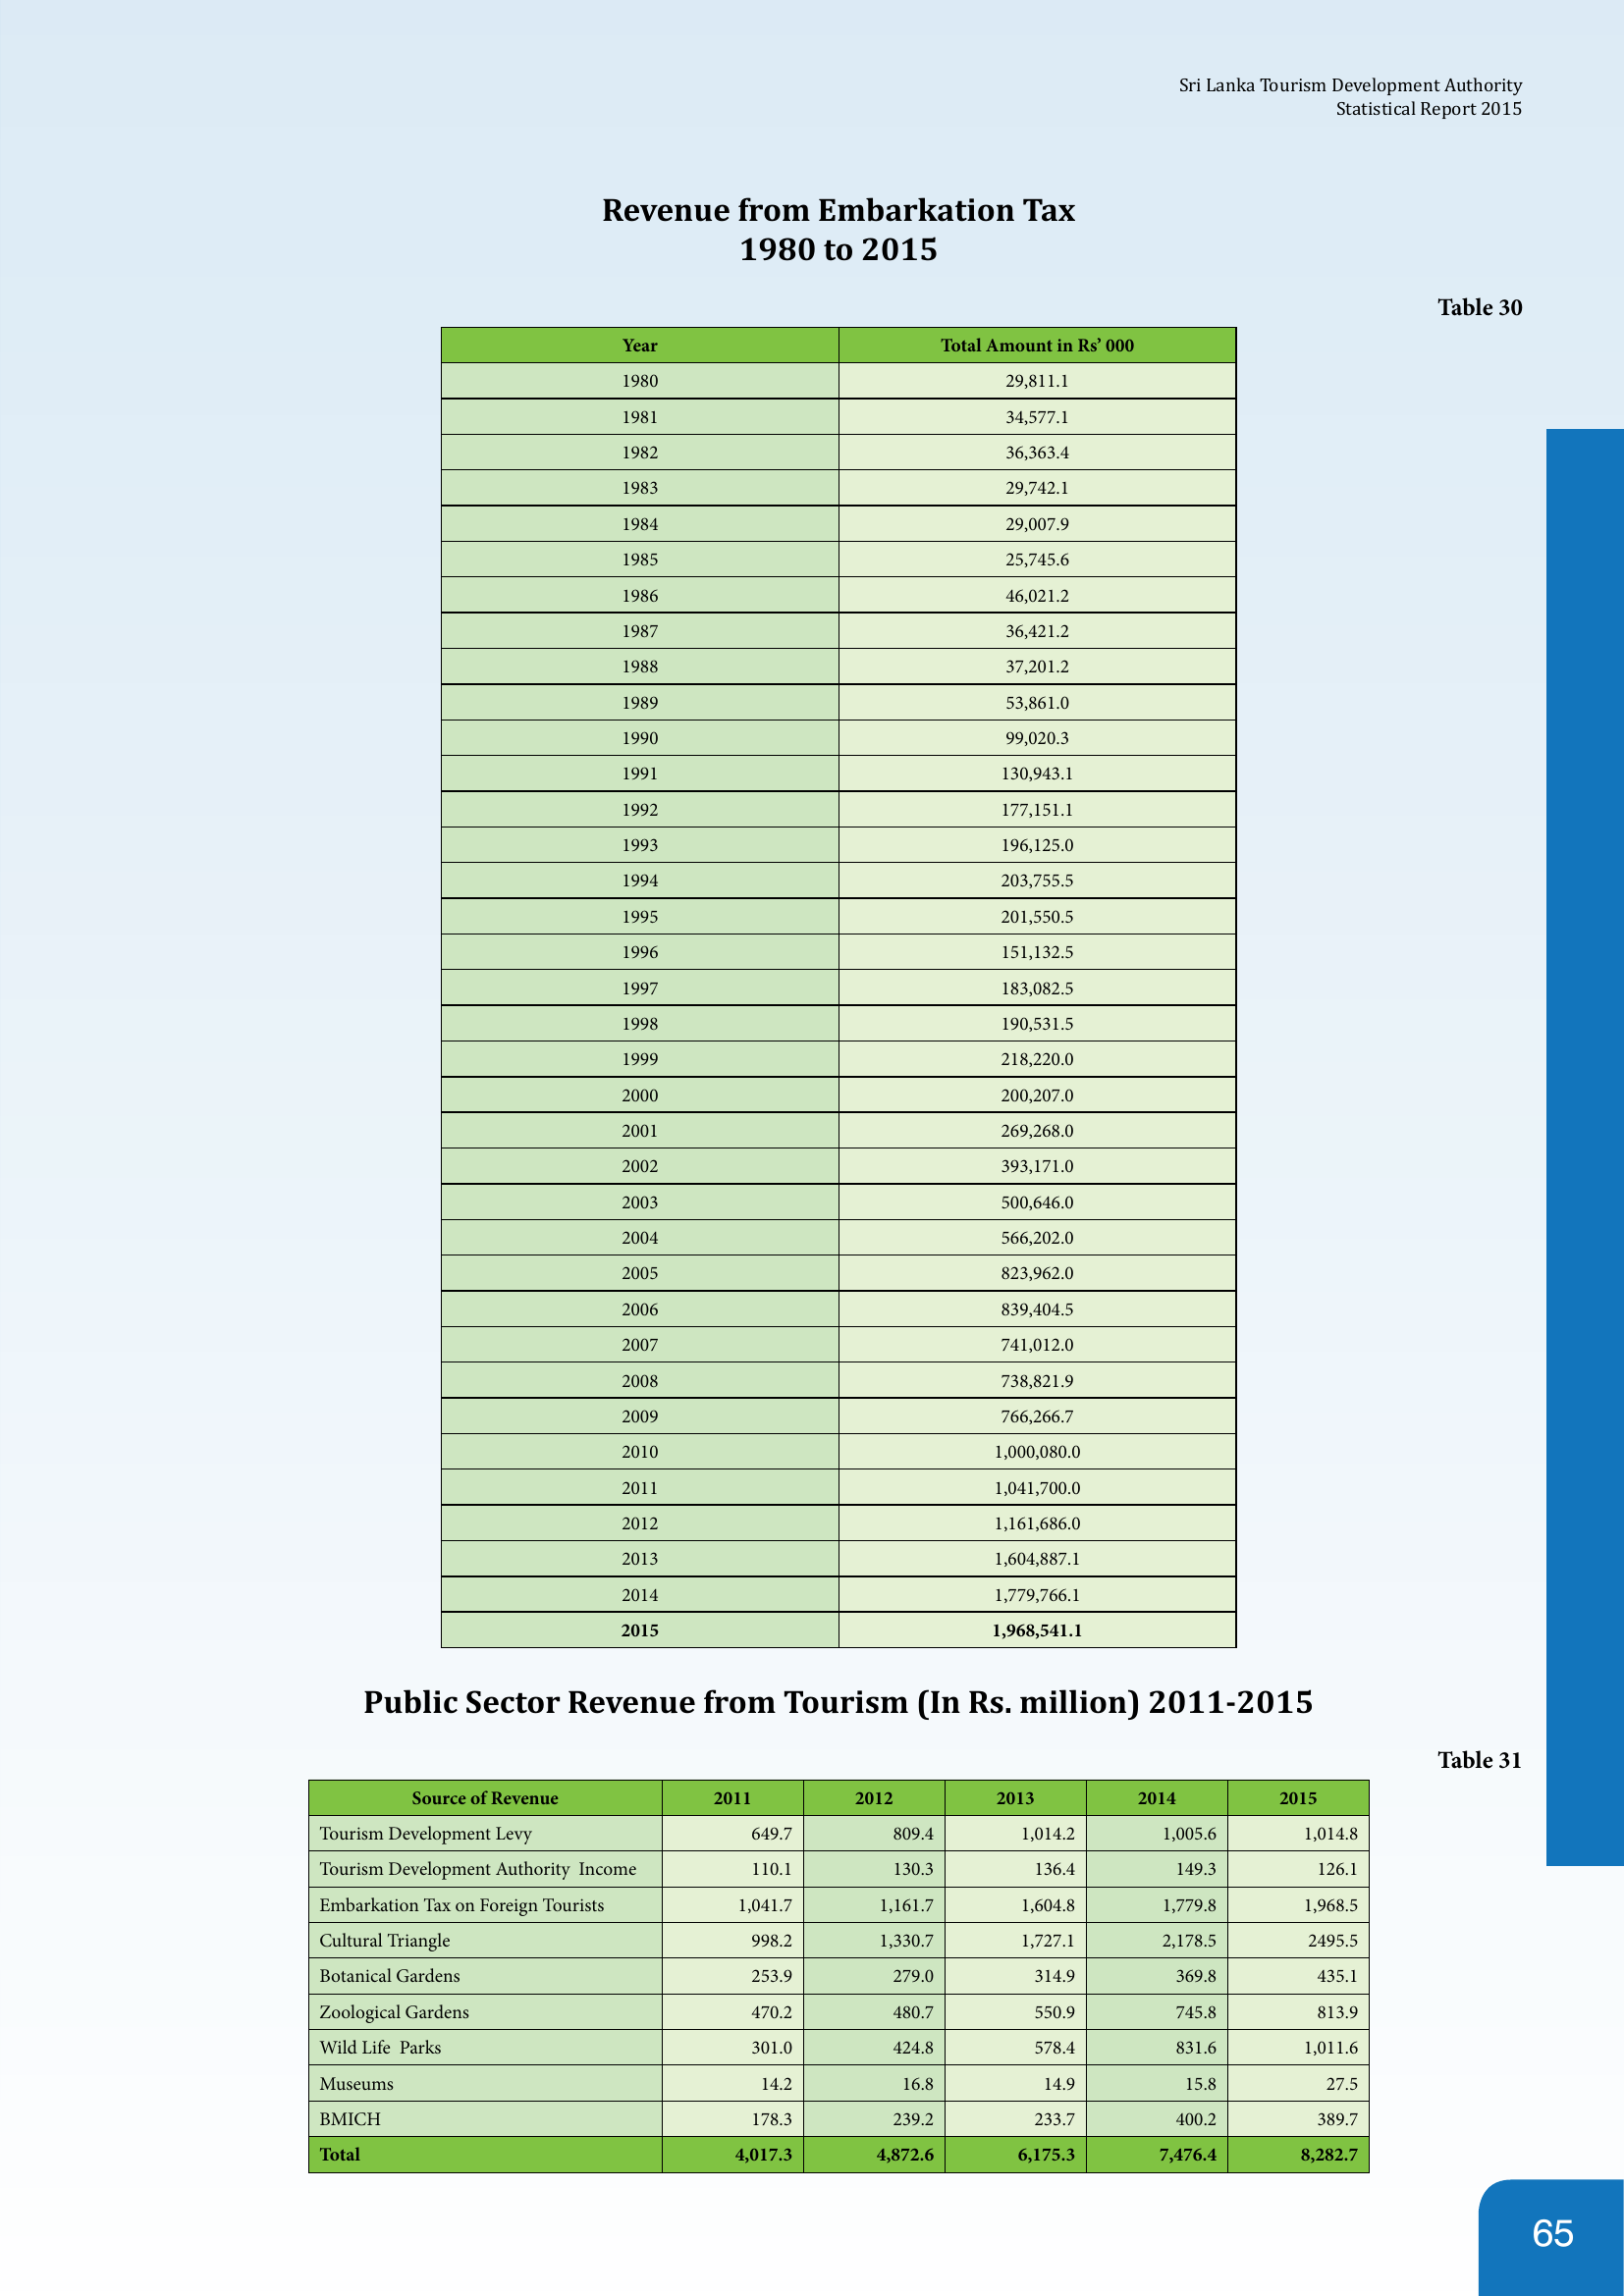 Sri Lanka Tourism Development Authority
Statistical Report 2015
Revenue from Embarkation Tax
1980 to 2015
Table 30
Year Total Amount in Rs’ 000
1980 29,811.1
1981 34,577.1
1982 36,363.4
1983 29,742.1
1984 29,007.9
1985 25,745.6
1986 46,021.2
1987 36,421.2
1988 37,201.2
1989 53,861.0
1990 99,020.3
1991 130,943.1
1992 177,151.1
1993 196,125.0
1994 203,755.5
1995 201,550.5
1996 151,132.5
1997 183,082.5
1998 190,531.5
1999 218,220.0
2000 200,207.0
2001 269,268.0
2002 393,171.0
2003 500,646.0
2004 566,202.0
2005 823,962.0
2006 839,404.5
2007 741,012.0
2008 738,821.9
2009 766,266.7
2010 1,000,080.0
2011 1,041,700.0
2012 1,161,686.0
2013 1,604,887.1
2014 1,779,766.1
2015 1,968,541.1
Public Sector Revenue from Tourism (In Rs. million) 2011-2015
Table 31
Source of Revenue 2011 2012 2013 2014 2015
Tourism Development Levy 649.7 809.4 1,014.2 1,005.6 1,014.8
Tourism Development Authority Income 110.1 130.3 136.4 149.3 126.1
Embarkation Tax on Foreign Tourists 1,041.7 1,161.7 1,604.8 1,779.8 1,968.5
Cultural Triangle 998.2 1,330.7 1,727.1 2,178.5 2495.5
Botanical Gardens 253.9 279.0 314.9 369.8 435.1
Zoological Gardens 470.2 480.7 550.9 745.8 813.9
Wild Life Parks 301.0 424.8 578.4 831.6 1,011.6
Museums 14.2 16.8 14.9 15.8 27.5
BMICH 178.3 239.2 233.7 400.2 389.7
Total 4,017.3 4,872.6 6,175.3 7,476.4 8,282.7
65